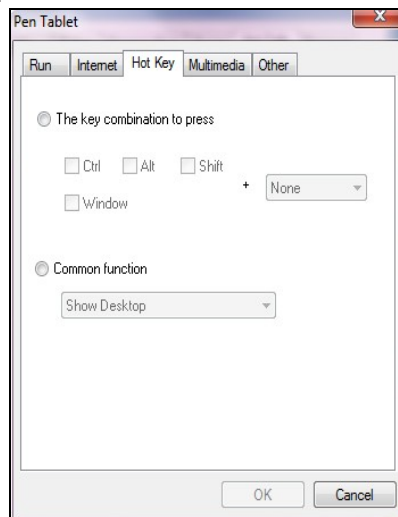 Pen Tablet
X
Run Internet Hot Key Multimedia Other
The key combination to press
Ctrl Alt Shift
+ None
Window
Common function
Show Desktop
OK Cancel